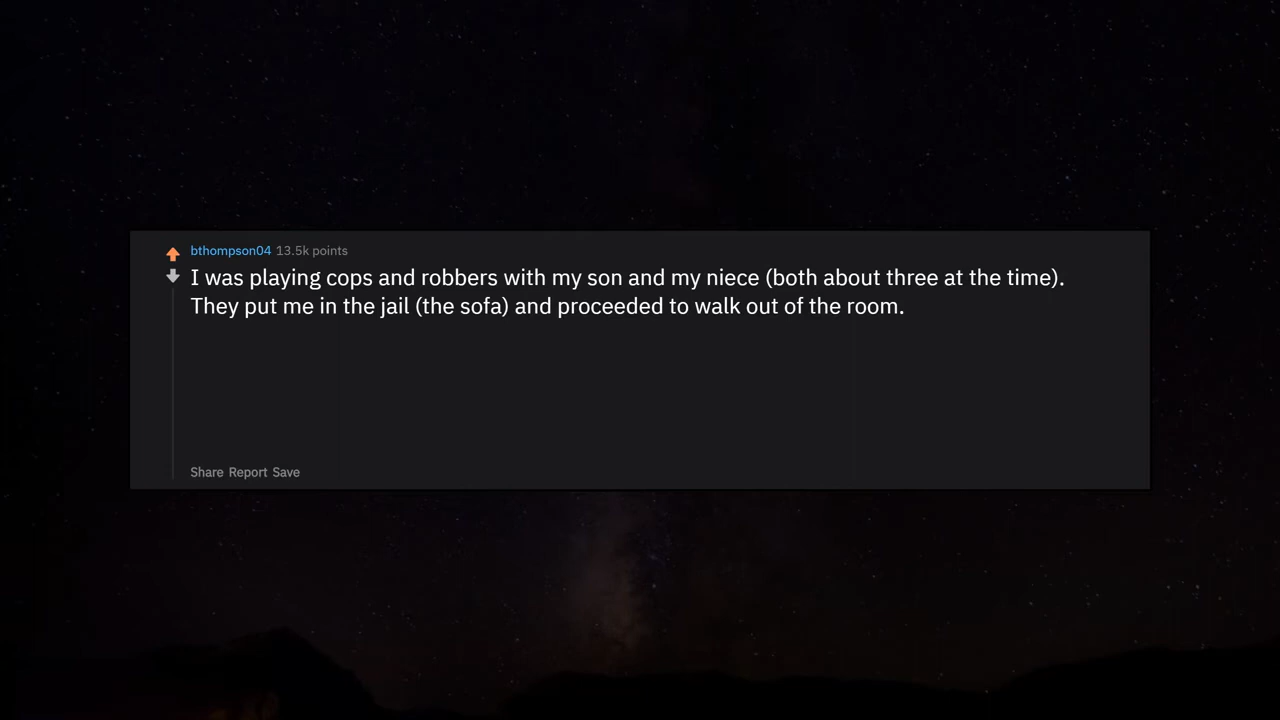 bthompson04 13.5k points
I was playing cops and robbers with my son and my niece (both about three at the time).
They put me in the jail (the sofa) and proceeded to walk out of the room.
Share Report Save